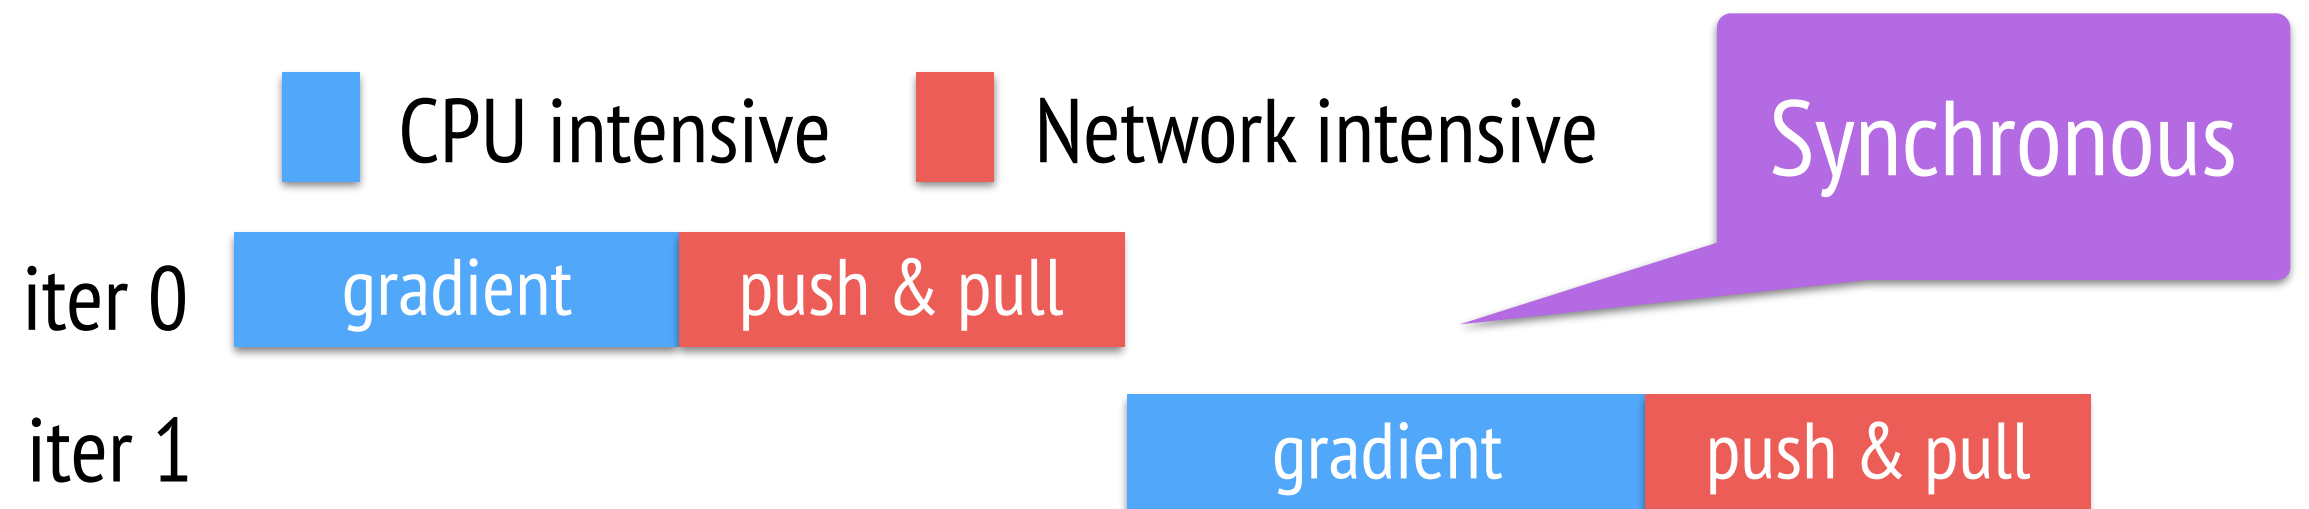 CPU intensive Network intensive
Synchronous
iter 0 gradient push & pull
iter 1 gradient push & pull